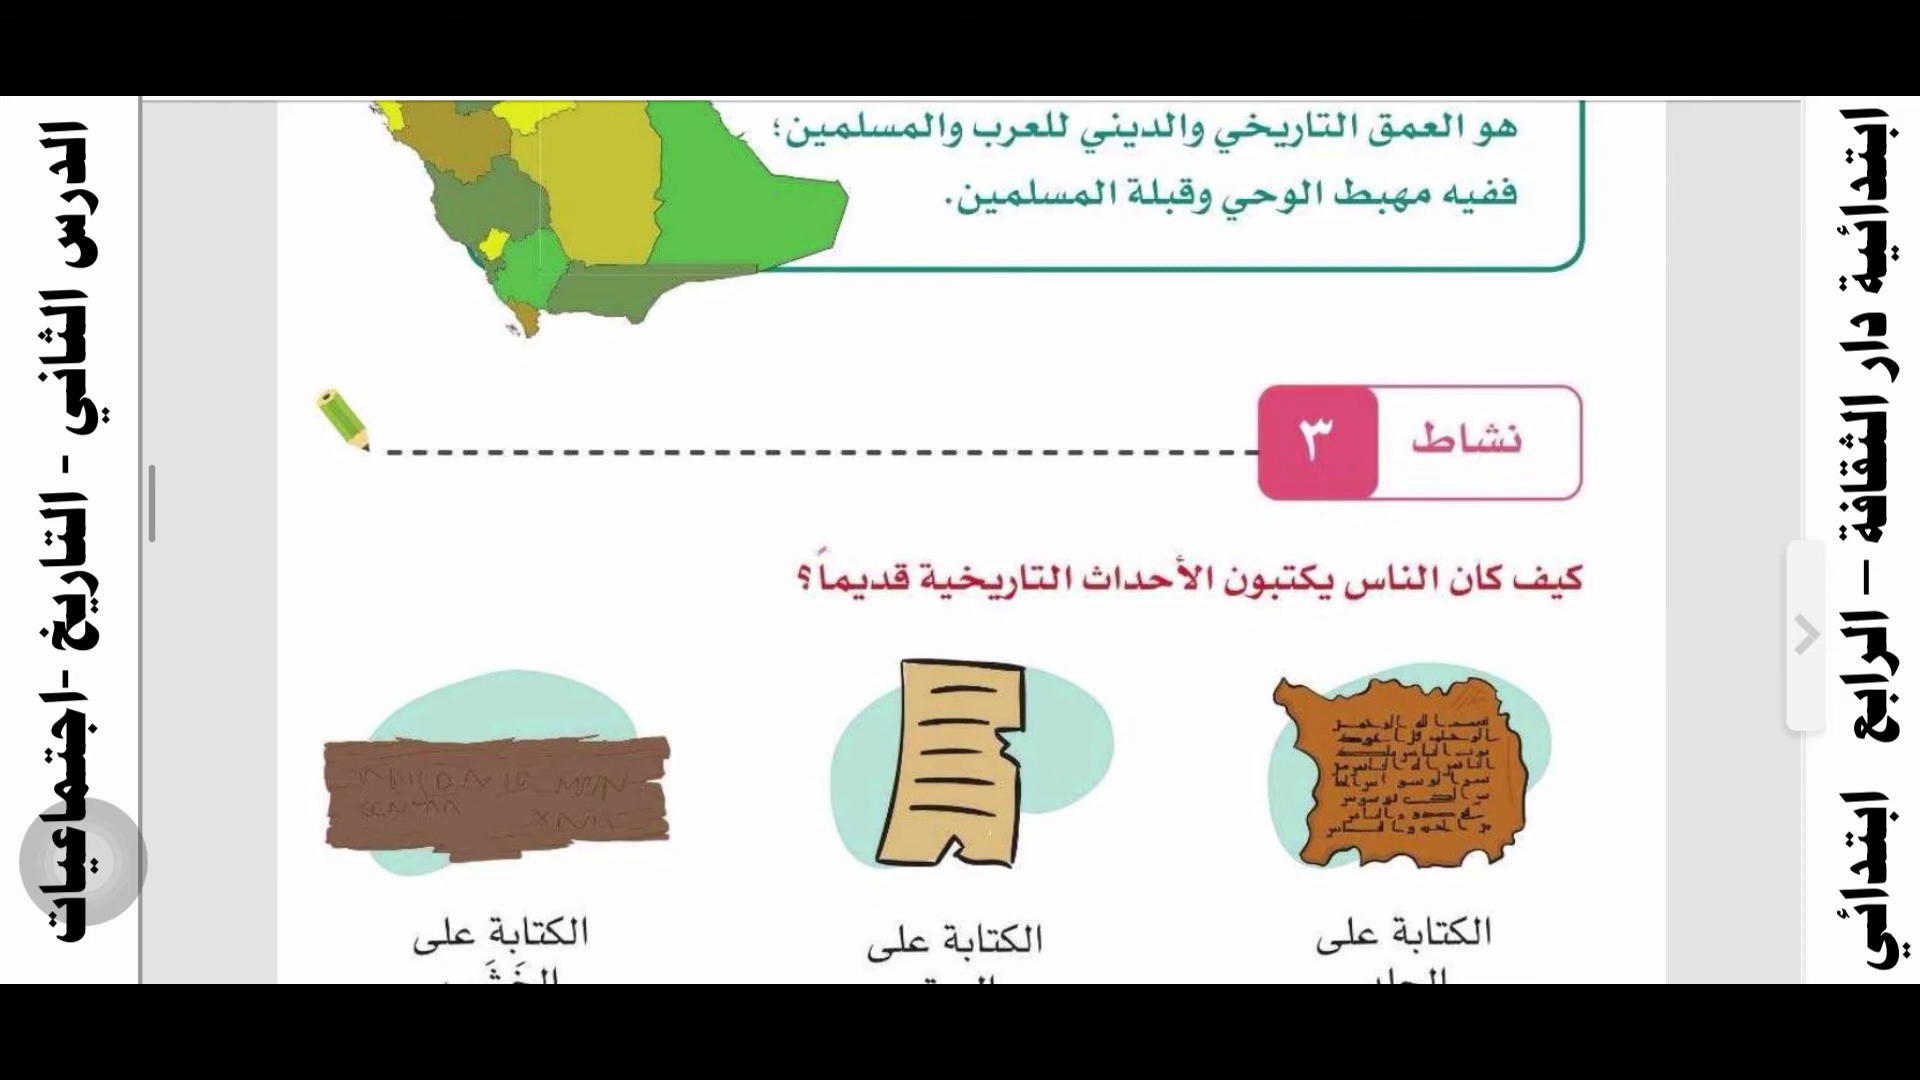 هو العمق التاريخي والديني للعرب والمسلمين؛
ففيه مهبط الوحي وقبلة المسلمين.
نشاط ٣
كيف كان الناس يكتبون الأحداث التاريخية قديماً؟
الكتابة على
الكتابة على
الكتابة على
ابتدائية دار الثقافة – الرابع ابتدائي
الدرس الثاني - التاريخ -اجتماعيات